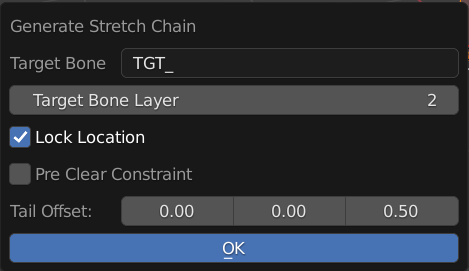 Generate Stretch Chain
Target Bone TGT_
Target Bone Layer 2
Lock Location
Pre Clear Constraint
Tail Offset: 0.00 0.00 0.50
OK